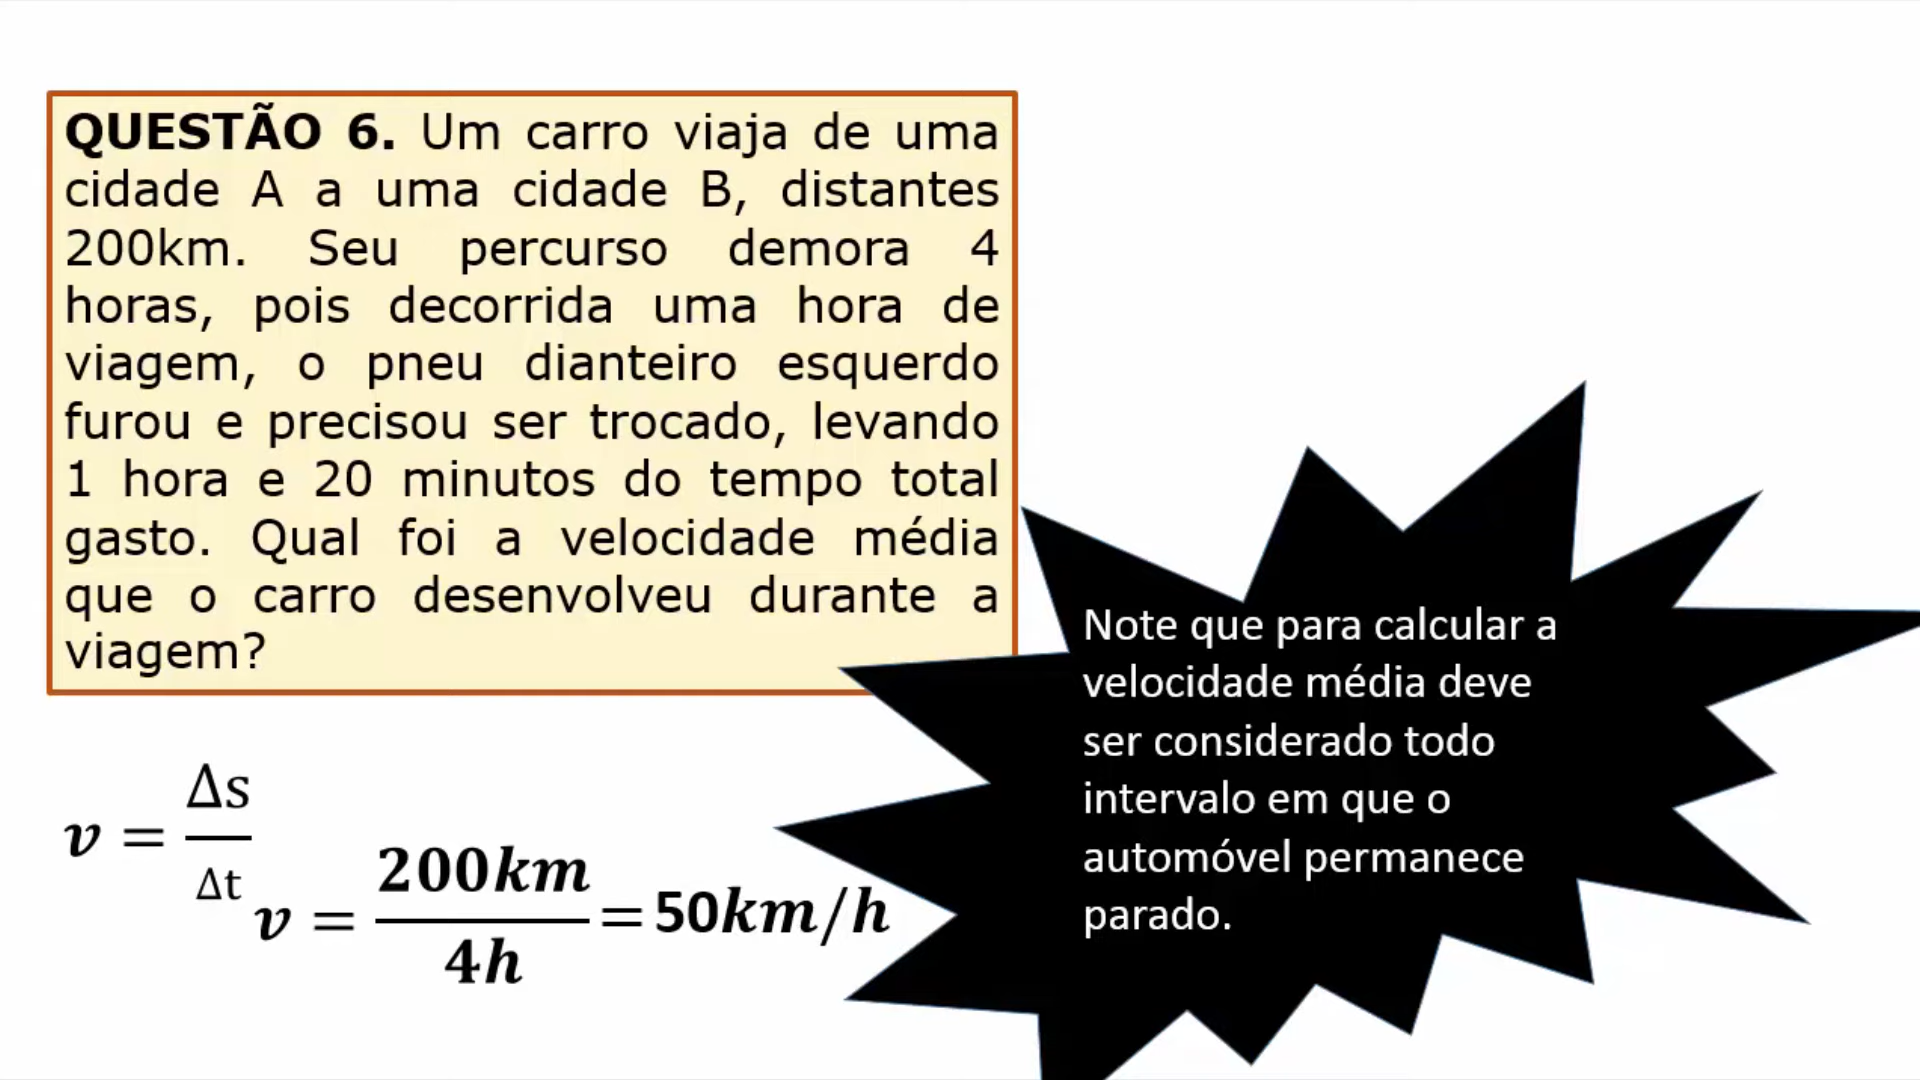 QUESTÃO 6. Um carro viaja de uma
cidade A a uma cidade B, distantes
200km. Seu percurso demora 4
horas, pois decorrida uma hora de
viagem, o pneu dianteiro esquerdo
furou e precisou ser trocado, levando
1 hora e 20 minutos do tempo total
gasto. Qual foi a velocidade média
que o carro desenvolveu durante a
viagem?
v = Δs/Δt
v = 200km/4h = 50km/h
Note que para calcular a
velocidade média deve
ser considerado todo
intervalo em que o
automóvel permanece
parado.